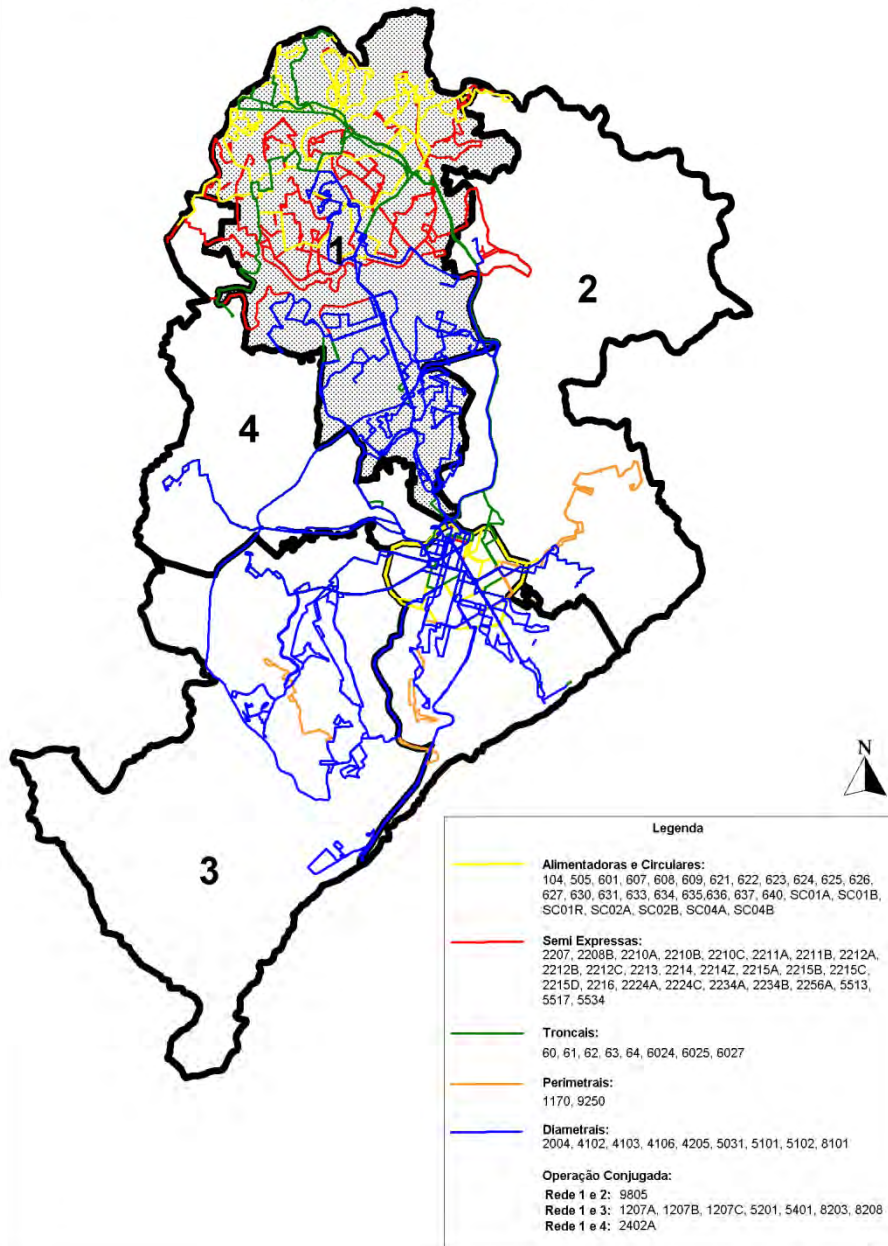 1
2
4
3
N
Legenda
Alimentadoras e Circulares:
104, 505, 601, 607, 608, 609, 621, 622, 623, 624, 625, 626,
627, 630, 631, 633, 634, 635,636, 637, 640, SC01A, SC01B,
SC01R, SC02A, SC02B, SC04A, SC04B
Semi Expressas:
2207, 2208B, 2210A, 2210B, 2210C, 2211A, 2211B, 2212A,
2212B, 2212C, 2213, 2214, 2214Z, 2215A, 2215B, 2215C,
2215D, 2216, 2224A, 2224C, 2234A, 2234B, 2256A, 5513,
5517, 5534
Troncais:
60, 61, 62, 63, 64, 6024, 6025, 6027
Perimetrais:
1170, 9250
Diametrais:
2004, 4102, 4103, 4106, 4205, 5031, 5101, 5102, 8101
Operação Conjugada:
Rede 1 e 2: 9805
Rede 1 e 3: 1207A, 1207B, 1207C, 5201, 5401, 8203, 8208
Rede 1 e 4: 2402A